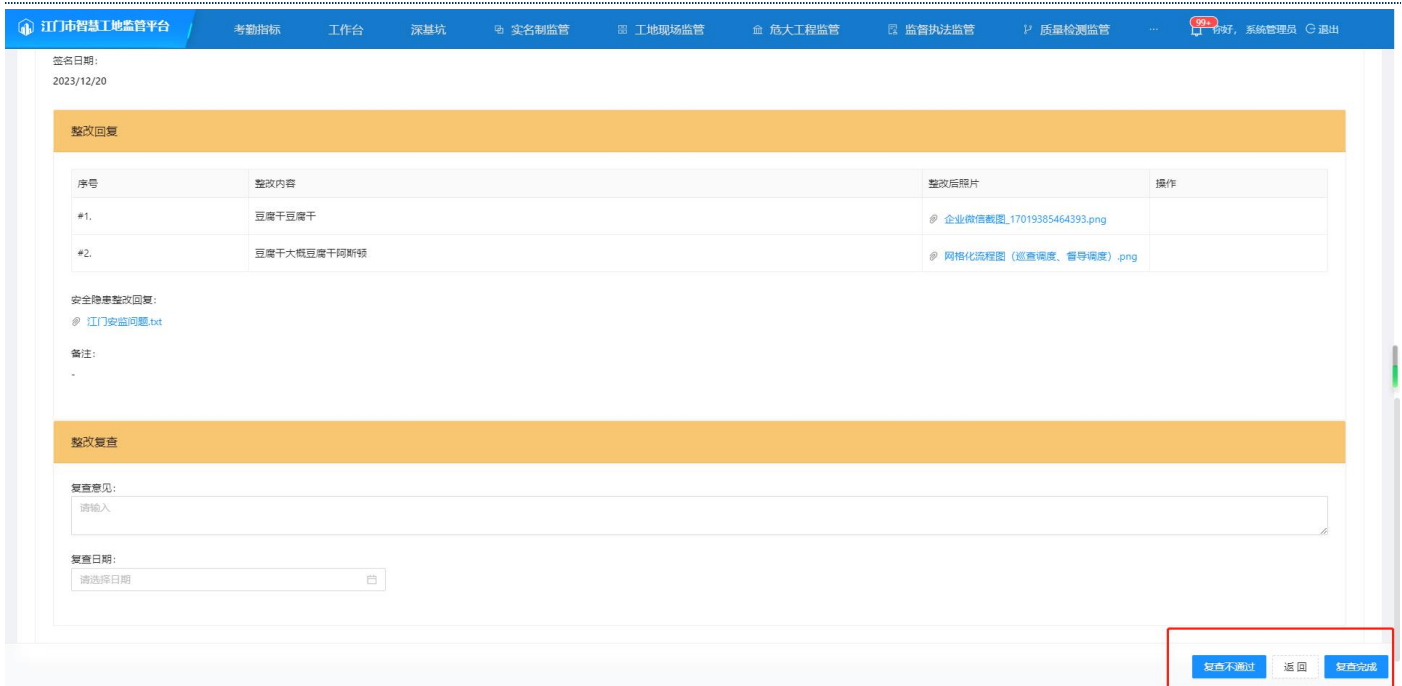 江门市智慧工地监管平台 考勤指标 工作台 深基坑 实名制监管 工地现场监管 危大工程监管 监督执法监管 质量检测监管 ... 99+ 你好，系统管理员 退出
签名日期:
2023/12/20
整改回复
序号 整改内容 整改后照片 操作
#1. 豆腐干豆腐干 企业微信截图_17019385464393.png
#2. 豆腐干大概豆腐干阿斯顿 网格化流程图（巡查调度、督导调度）.png
安全隐患整改回复:
江门安监问题.txt
备注:
-
整改复查
复查意见:
请输入
复查日期:
请选择日期
复查不通过 返回 复查完成